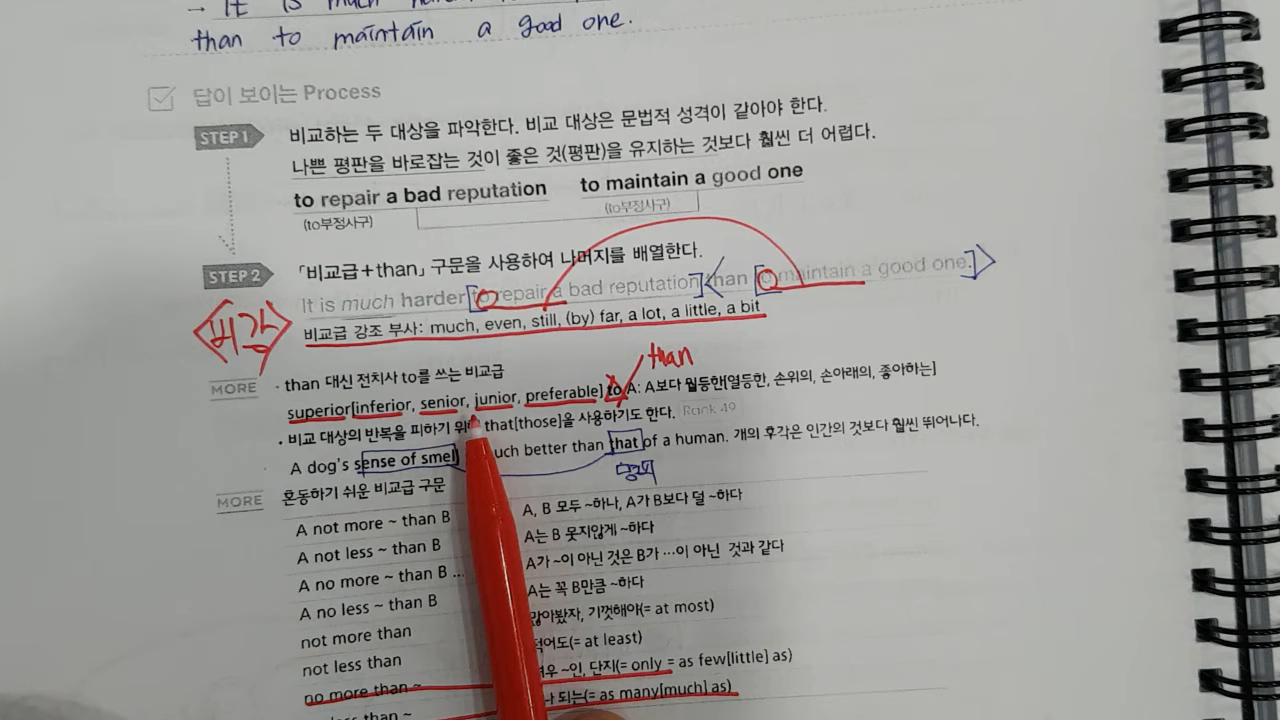 → It is much
than to maintain a good one.
답이 보이는 Process
STEP 1 비교하는 두 대상을 파악한다. 비교 대상은 문법적 성격이 같아야 한다.
나쁜 평판을 바로잡는 것이 좋은 것(평판)을 유지하는 것보다 훨씬 더 어렵다.
to repair a bad reputation to maintain a good one
(to부정사구) (to부정사구)
STEP 2 「비교급+than」 구문을 사용하여 나머지를 배열한다.
It is much harder [to repair a bad reputation] than [to maintain a good one.]
비교급 강조 부사: much, even, still, (by) far, a lot, a little, a bit
than
MORE · than 대신 전치사 to를 쓰는 비교급
superior[inferior, senior, junior, preferable] to A: A보다 월등한[열등한, 손위의, 손아래의, 좋아하는]
· 비교 대상의 반복을 피하기 that[those]을 사용하기도 한다. Rank 49
A dog's sense of smell much better than that of a human. 개의 후각은 인간의 것보다 훨씬 뛰어나다.
MORE 혼동하기 쉬운 비교급 구문
A not more ~ than B A, B 모두 ~하나, A가 B보다 덜 ~하다
A not less ~ than B A는 B 못지않게 ~하다
A no more ~ than B ... A가 ~이 아닌 것은 B가 …이 아닌 것과 같다
A no less ~ than B A는 꼭 B만큼 ~하다
not more than 많아봤자, 기껏해야(= at most)
not less than 적어도(= at least)
no more than ~ ~인, 단지(= only = as few[little] as)
than ~ 나 되는(= as many[much] as)